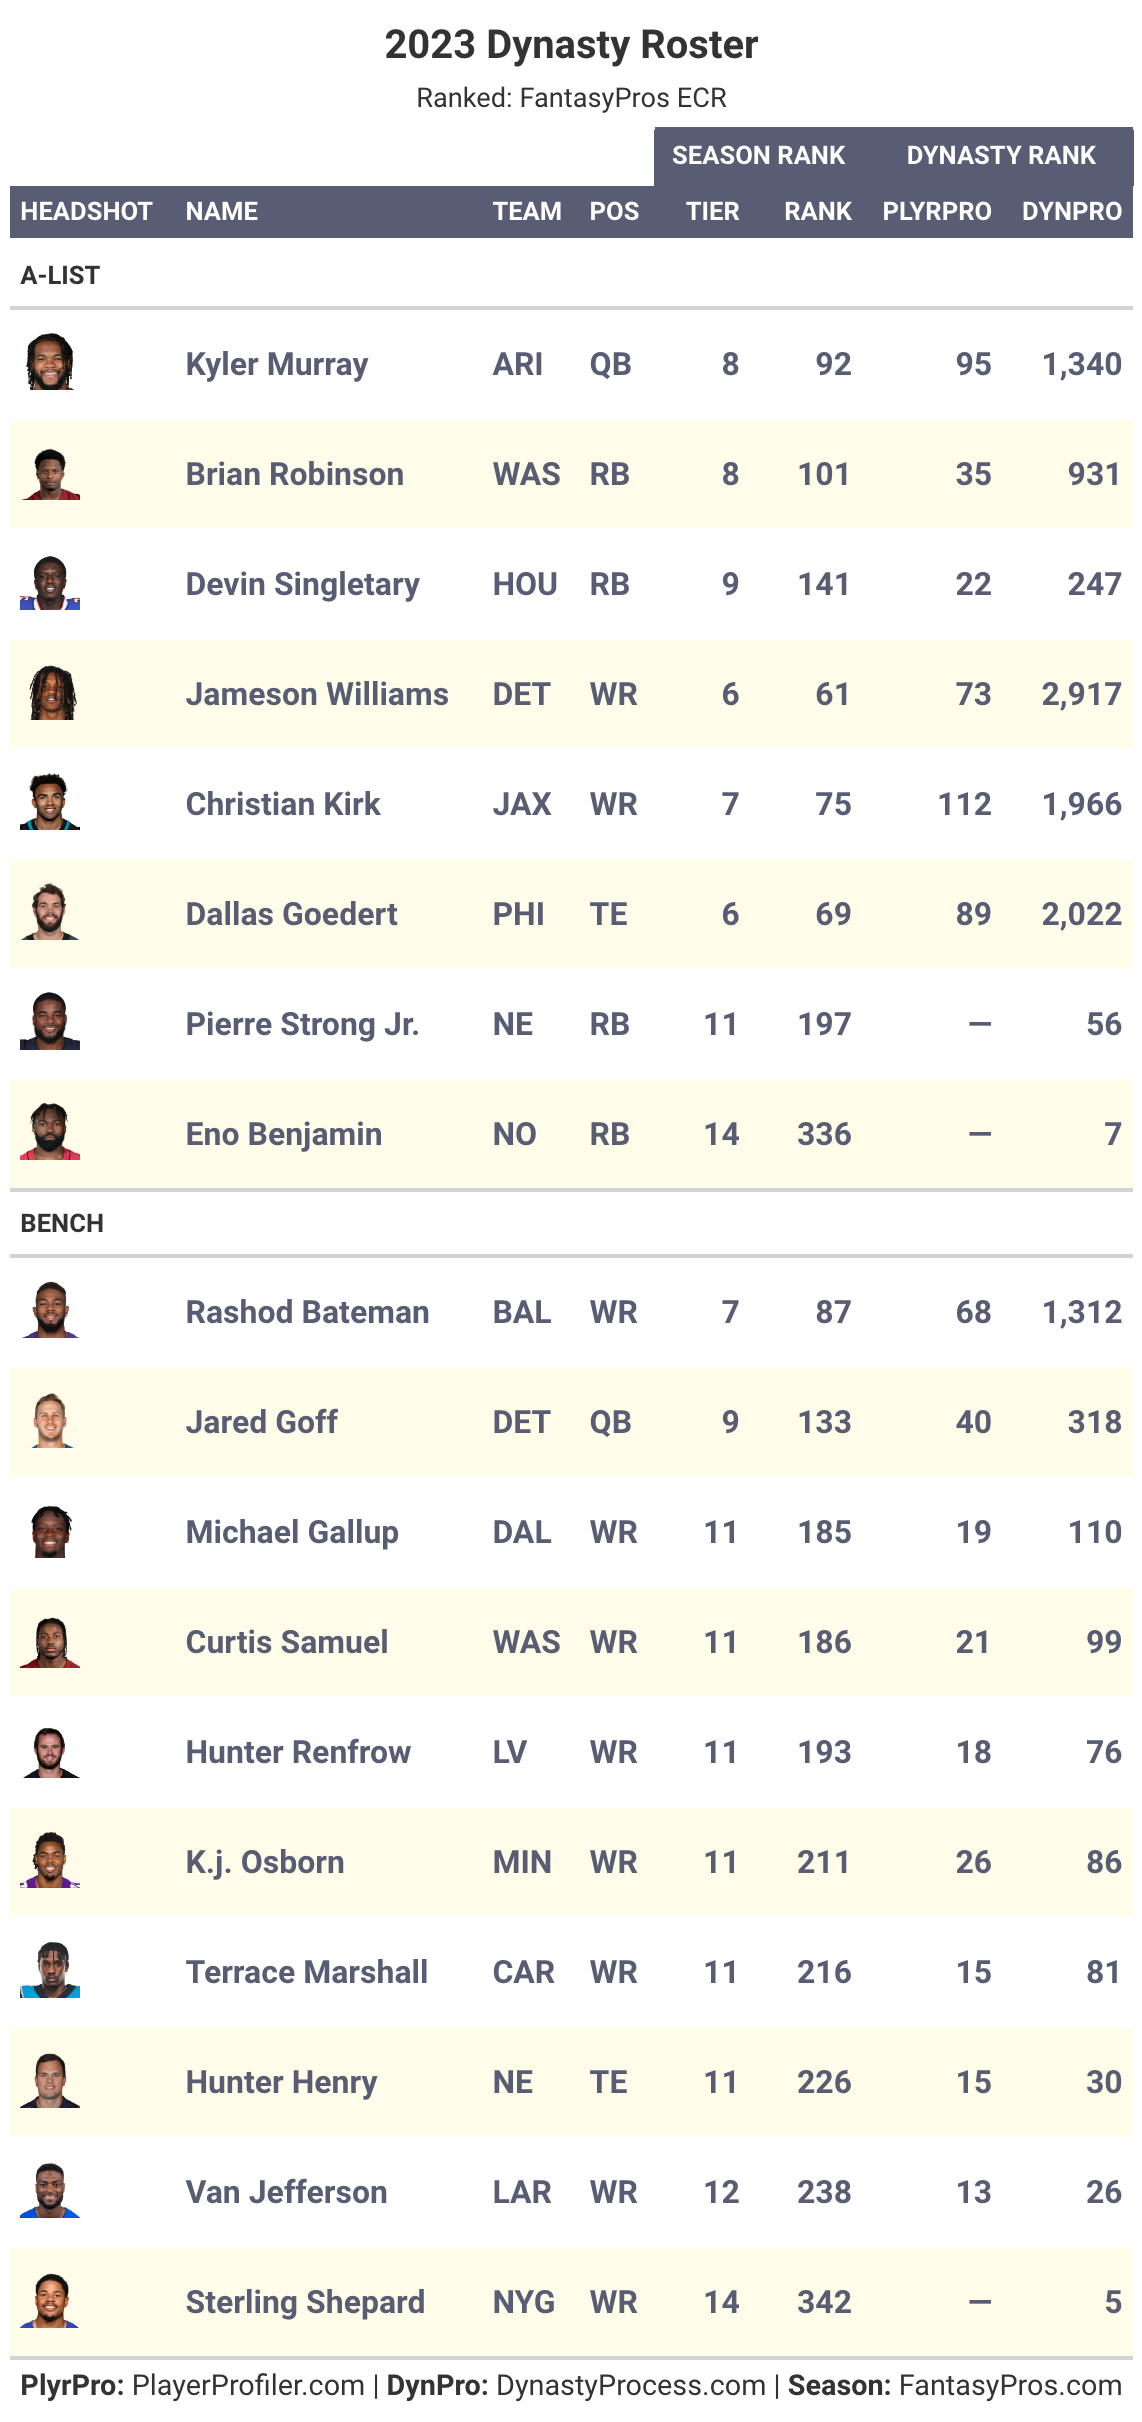 2023 Dynasty Roster
Ranked: FantasyPros ECR
SEASON RANK DYNASTY RANK
HEADSHOT NAME TEAM POS TIER RANK PLYRPRO DYNPRO
A-LIST
Kyler Murray ARI QB 8 92 95 1,340
Brian Robinson WAS RB 8 101 35 931
Devin Singletary HOU RB 9 141 22 247
Jameson Williams DET WR 6 61 73 2,917
Christian Kirk JAX WR 7 75 112 1,966
Dallas Goedert PHI TE 6 69 89 2,022
Pierre Strong Jr. NE RB 11 197 — 56
Eno Benjamin NO RB 14 336 — 7
BENCH
Rashod Bateman BAL WR 7 87 68 1,312
Jared Goff DET QB 9 133 40 318
Michael Gallup DAL WR 11 185 19 110
Curtis Samuel WAS WR 11 186 21 99
Hunter Renfrow LV WR 11 193 18 76
K.j. Osborn MIN WR 11 211 26 86
Terrace Marshall CAR WR 11 216 15 81
Hunter Henry NE TE 11 226 15 30
Van Jefferson LAR WR 12 238 13 26
Sterling Shepard NYG WR 14 342 — 5
PlyrPro: PlayerProfiler.com | DynPro: DynastyProcess.com | Season: FantasyPros.com